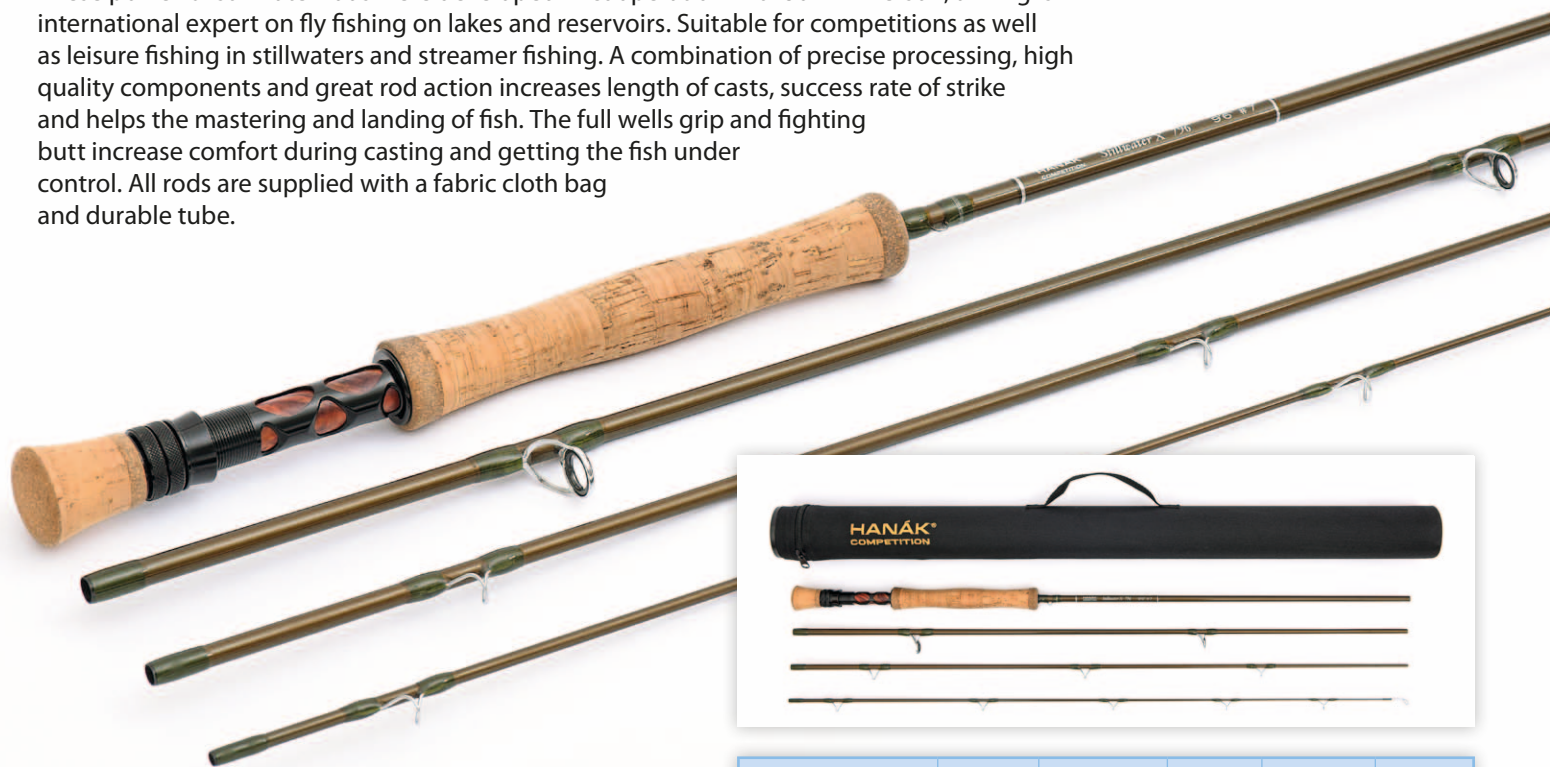 international expert on fly fishing on lakes and reservoirs. Suitable for competitions as well
as leisure fishing in stillwaters and streamer fishing. A combination of precise processing, high
quality components and great rod action increases length of casts, success rate of strike
and helps the mastering and landing of fish. The full wells grip and fighting
butt increase comfort during casting and getting the fish under
control. All rods are supplied with a fabric cloth bag
and durable tube.
HANÁK
COMPETITION
Stillwater X
HANÁK®
COMPETITION